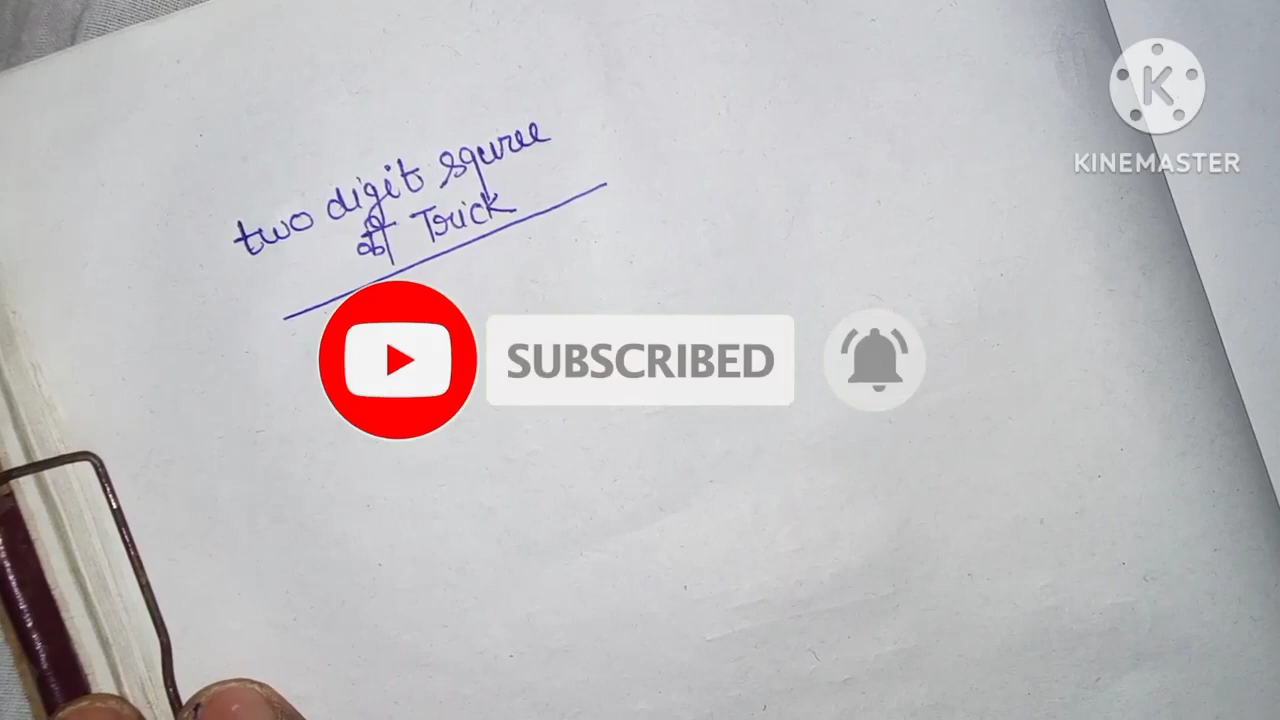 two digit squree
की Trick
SUBSCRIBED
K
KINEMASTER